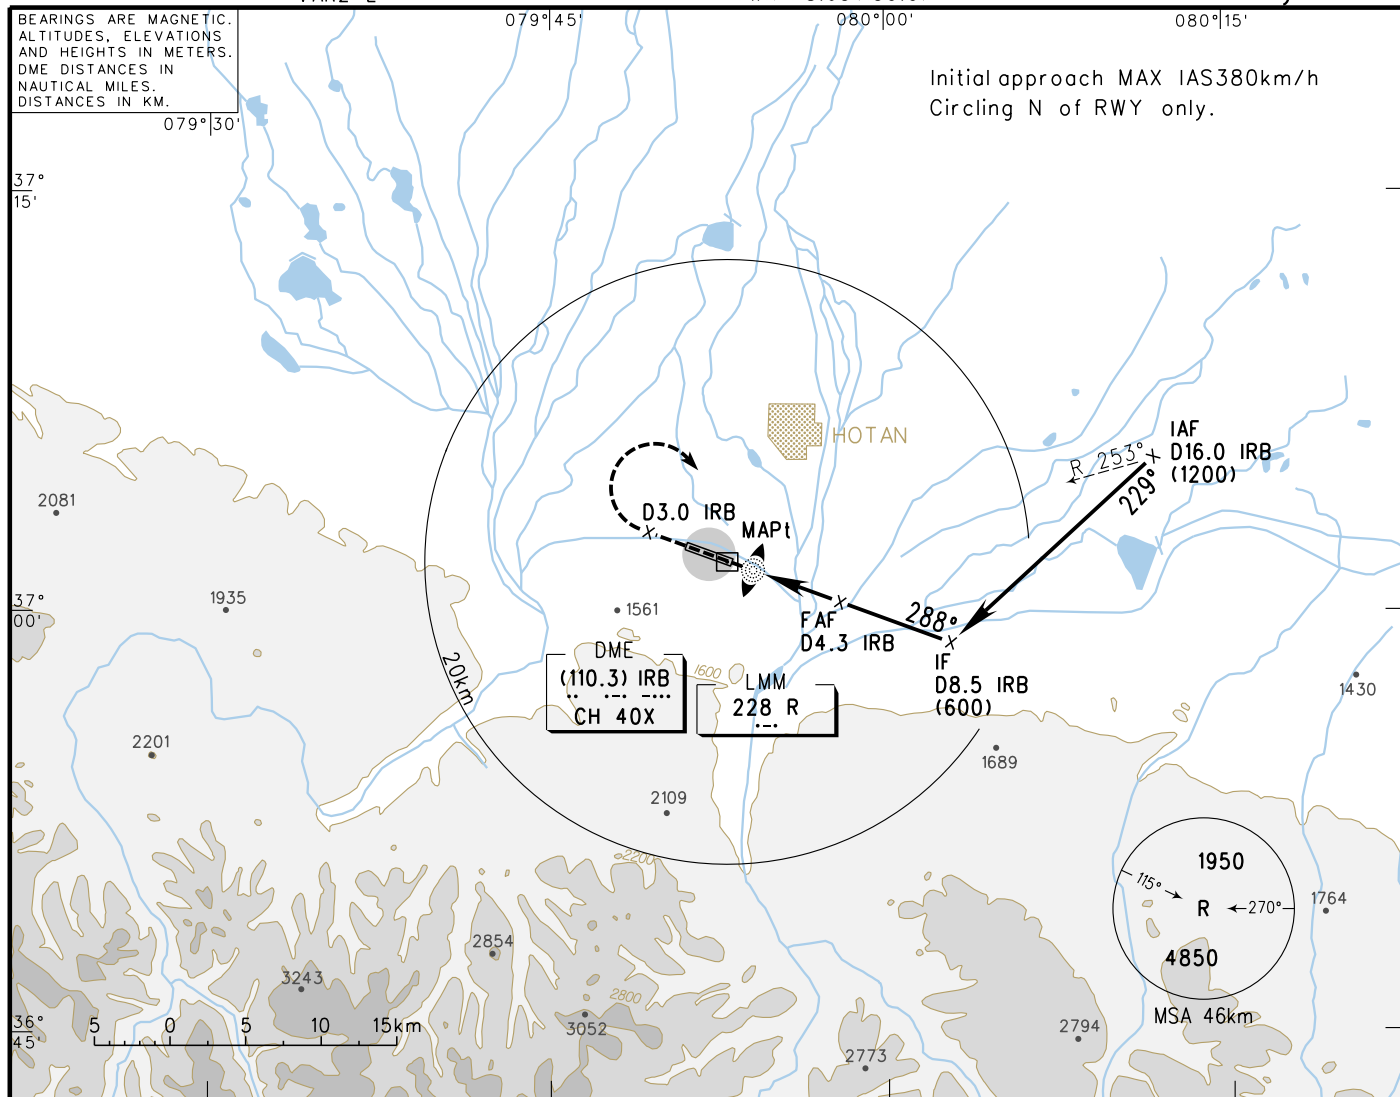 079°45'
080°00'
080°15'
BEARINGS ARE MAGNETIC.
ALTITUDES, ELEVATIONS
AND HEIGHTS IN METERS.
DME DISTANCES IN
NAUTICAL MILES.
DISTANCES IN KM.
079°30'
Initial approach MAX IAS380km/h
Circling N of RWY only.
37°
15'
HOTAN
IAF
D16.0 IRB
(1200)
R 253°
229°
2081
D3.0 IRB
MAPt
37°
00'
1935
1561
288°
FAF
D4.3 IRB
IF
D8.5 IRB
(600)
20km
DME
(110.3) IRB
·· ·-· -···
CH 40X
1600
LMM
228 R
·-·
1430
2201
1689
2109
2200
1950
115°
R
270°
4850
MSA 46km
1764
2854
3243
2800
3052
2794
2773
36°
45'
5 0 5 10 15km